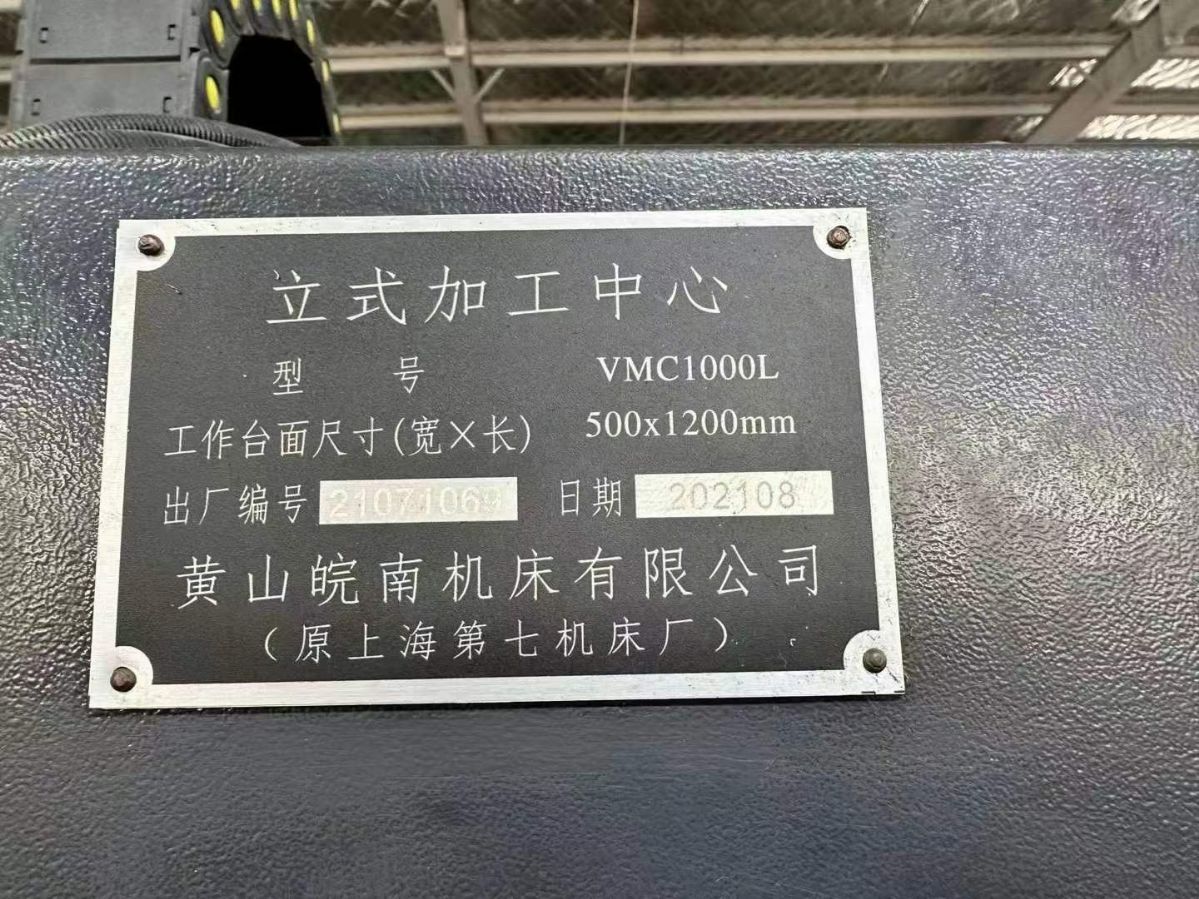 立式加工中心
型 号 VMC1000L
工作台面尺寸(宽×长) 500x1200mm
出厂编号 21071069 日期 202108
黄山皖南机床有限公司
(原上海第七机床厂)